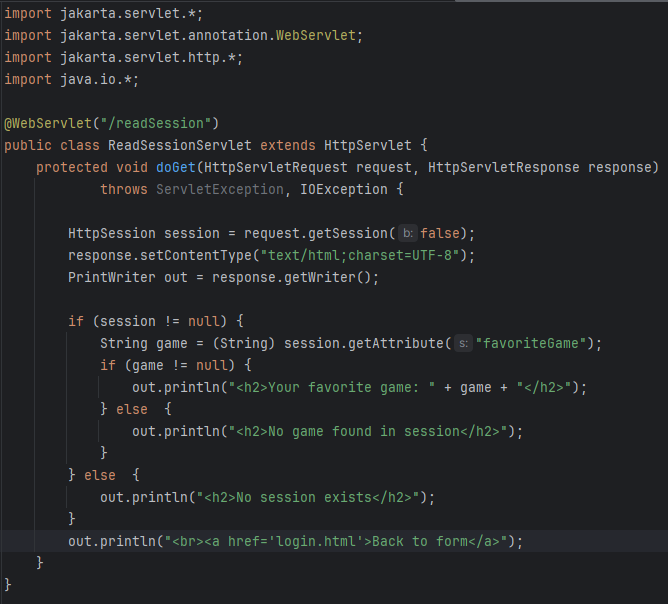 import jakarta.servlet.*;
import jakarta.servlet.annotation.WebServlet;
import jakarta.servlet.http.*;
import java.io.*;

@WebServlet("/readSession")
public class ReadSessionServlet extends HttpServlet {
    protected void doGet(HttpServletRequest request, HttpServletResponse response)
            throws ServletException, IOException {

        HttpSession session = request.getSession( b: false);
        response.setContentType("text/html;charset=UTF-8");
        PrintWriter out = response.getWriter();

        if (session != null) {
            String game = (String) session.getAttribute( s: "favoriteGame");
            if (game != null) {
                out.println("<h2>Your favorite game: " + game + "</h2>");
            } else  {
                out.println("<h2>No game found in session</h2>");
            }
        } else  {
            out.println("<h2>No session exists</h2>");
        }
        out.println("<br><a href='login.html'>Back to form</a>");
    }
}